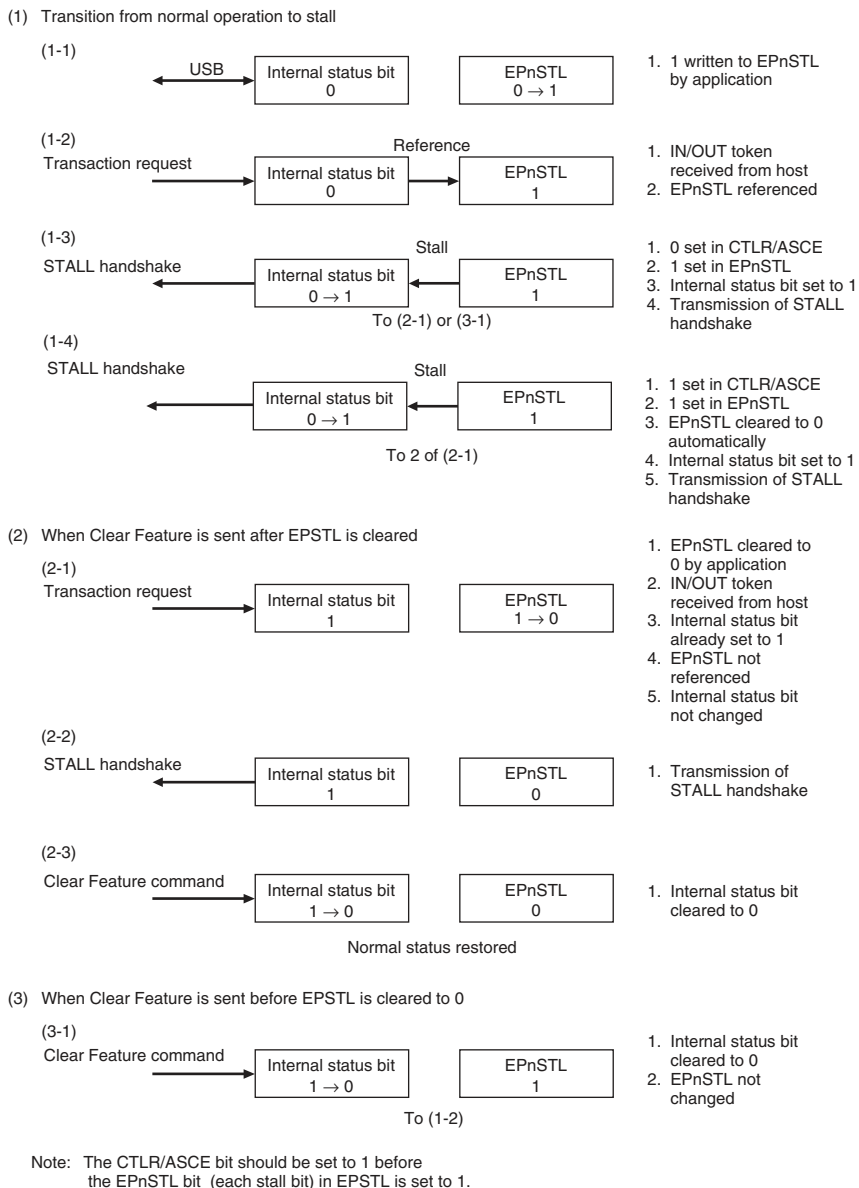 (1) Transition from normal operation to stall
(1-1)
USB
Internal status bit
0
EPnSTL
0 → 1
1. 1 written to EPnSTL
by application
(1-2)
Transaction request
Reference
Internal status bit
0
EPnSTL
1
1. IN/OUT token
received from host
2. EPnSTL referenced
(1-3)
STALL handshake
Stall
Internal status bit
0 → 1
EPnSTL
1
To (2-1) or (3-1)
1. 0 set in CTLR/ASCE
2. 1 set in EPnSTL
3. Internal status bit set to 1
4. Transmission of STALL
handshake
(1-4)
STALL handshake
Stall
Internal status bit
0 → 1
EPnSTL
1
To 2 of (2-1)
1. 1 set in CTLR/ASCE
2. 1 set in EPnSTL
3. EPnSTL cleared to 0
automatically
4. Internal status bit set to 1
5. Transmission of STALL
handshake
(2) When Clear Feature is sent after EPSTL is cleared
(2-1)
Transaction request
Internal status bit
1
EPnSTL
1 → 0
1. EPnSTL cleared to
0 by application
2. IN/OUT token
received from host
3. Internal status bit
already set to 1
4. EPnSTL not
referenced
5. Internal status bit
not changed
(2-2)
STALL handshake
Internal status bit
1
EPnSTL
0
1. Transmission of
STALL handshake
(2-3)
Clear Feature command
Internal status bit
1 → 0
EPnSTL
0
1. Internal status bit
cleared to 0
Normal status restored
(3) When Clear Feature is sent before EPSTL is cleared to 0
(3-1)
Clear Feature command
Internal status bit
1 → 0
EPnSTL
1
1. Internal status bit
cleared to 0
2. EPnSTL not
changed
To (1-2)
Note: The CTLR/ASCE bit should be set to 1 before
the EPnSTL bit (each stall bit) in EPSTL is set to 1.